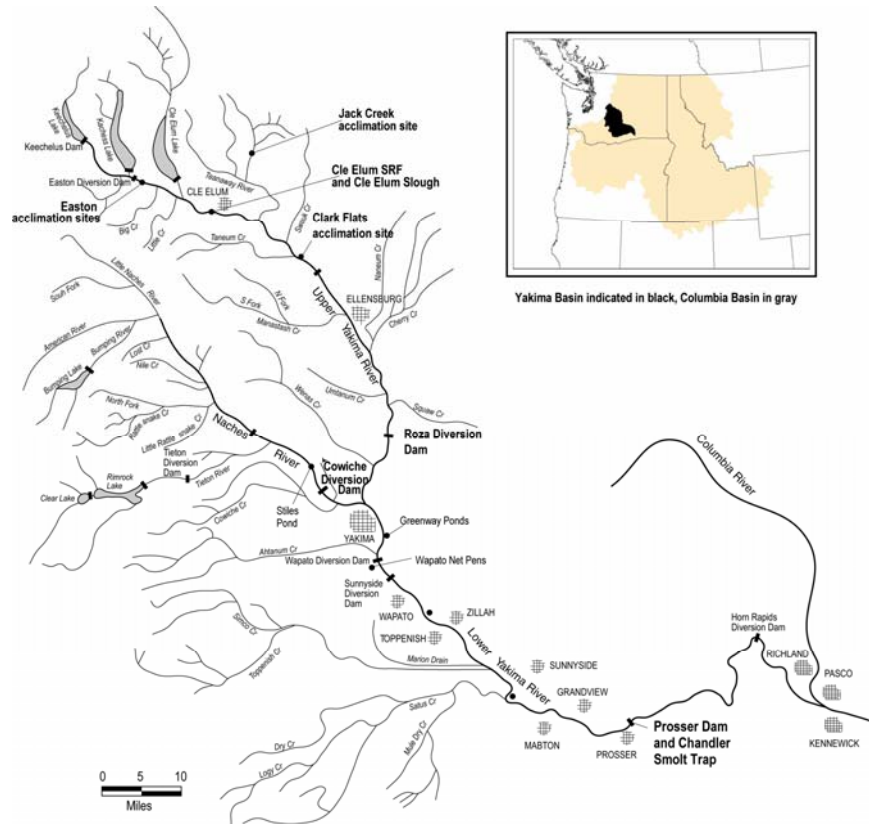 Jack Creek
acclimation site
Keechelus
Lake
Kachess Lake
Cle Elum Lake
Keechelus Dam
Teanaway River
Cle Elum SRF
and Cle Elum Slough
Easton Diversion Dam
CLE ELUM
Easton
acclimation sites
Clark Flats
acclimation site
Big Cr
Little Cr
Taneum Cr
Swuk Cr
Naneum Cr
Yakima Basin indicated in black, Columbia Basin in gray
Little Naches
River
South Fork
N Fork
S Fork
Manastash Cr
ELLENSBURG
Cherry Cr
Upper
Yakima River
American River
Bumping River
Bumping Lake
Lost Cr
Nile Cr
Umtanum Cr
Wenas Cr
Squaw Cr
North Fork
Rattle snake Cr
Little Rattle snake Cr
Naches
River
Roza Diversion
Dam
Columbia River
Tieton
Diversion
Dam
Tieton River
Rimrock
Lake
Clear Lake
Cowiche
Diversion
Dam
Stiles
Pond
Cowiche Cr
YAKIMA
Greenway Ponds
Ahtanum Cr
Wapato Diversion Dam
Wapato Net Pens
Sunnyside
Diversion
Dam
WAPATO
ZILLAH
TOPPENISH
Simco Cr
Toppenish Cr
Marion Drain
Lower
Yakima River
SUNNYSIDE
GRANDVIEW
Horn Rapids
Diversion Dam
RICHLAND
PASCO
KENNEWICK
Satus Cr
Mule Dry Cr
Dry Cr
Logy Cr
MABTON
PROSSER
Prosser Dam
and Chandler
Smolt Trap
0 5 10
Miles